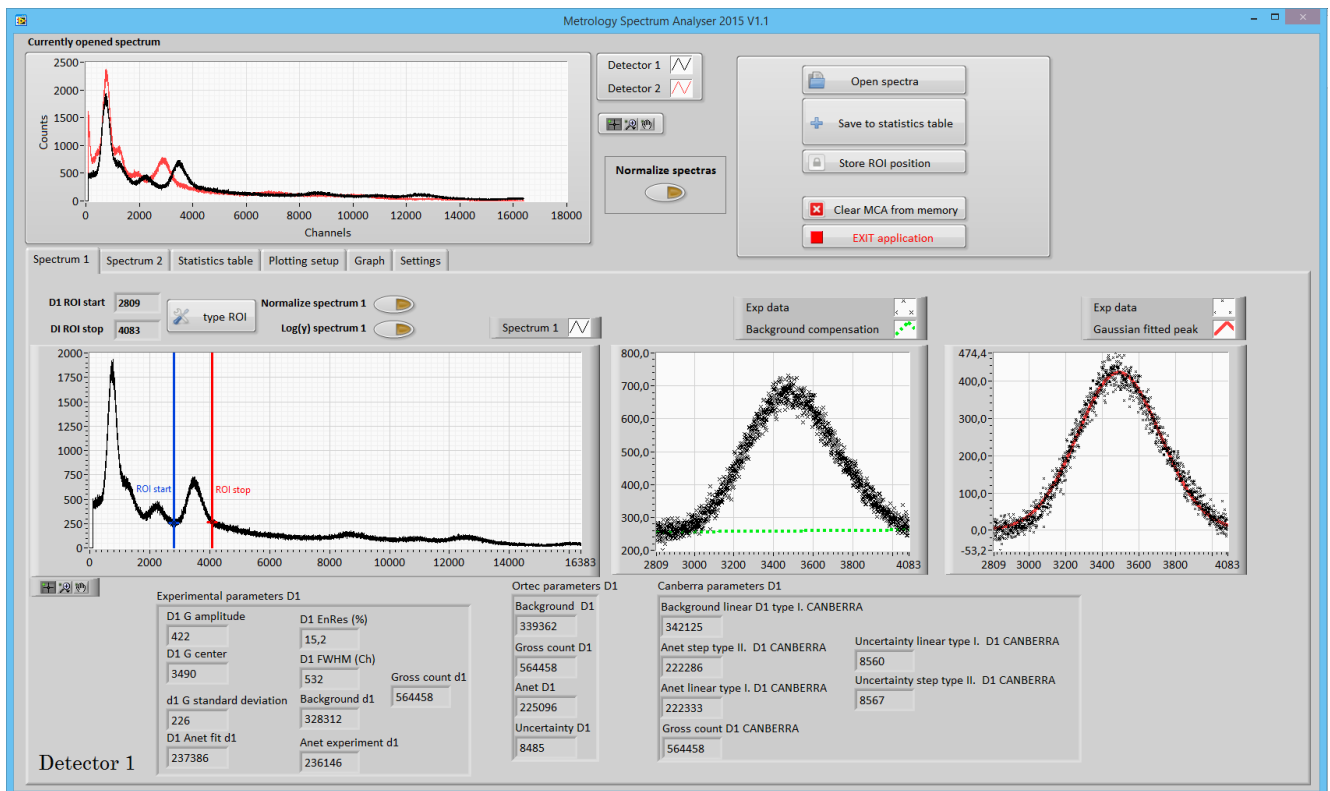 Metrology Spectrum Analyser 2015 V1.1
Currently opened spectrum
2500
2000
1500
1000
500
0
Counts
0 2000 4000 6000 8000 10000 12000 14000 16000 18000
Channels
Detector 1
Detector 2
Normalize spectras
Open spectra
Save to statistics table
Store ROI position
Clear MCA from memory
EXIT application
Spectrum 1 Spectrum 2 Statistics table Plotting setup Graph Settings
D1 ROI start 2809
DI ROI stop 4083
type ROI
Normalize spectrum 1
Log(y) spectrum 1
Spectrum 1
2000
1750
1500
1250
1000
750
500
250
0
ROI start
ROI stop
0 2000 4000 6000 8000 10000 12000 14000 16383
Exp data
Background compensation
800,0
700,0
600,0
500,0
400,0
300,0
200,0
2809 3000 3200 3400 3600 3800 4083
Exp data
Gaussian fitted peak
474,4
400,0
300,0
200,0
100,0
0,0
-53,2
2809 3000 3200 3400 3600 3800 4083
Experimental parameters D1
D1 G amplitude
422
D1 G center
3490
d1 G standard deviation
226
D1 Anet fit d1
237386
D1 EnRes (%)
15,2
D1 FWHM (Ch)
532
Background d1
328312
Anet experiment d1
236146
Gross count d1
564458
Ortec parameters D1
Background D1
339362
Gross count D1
564458
Anet D1
225096
Uncertainty D1
8485
Canberra parameters D1
Background linear D1 type I. CANBERRA
342125
Anet step type II. D1 CANBERRA
222286
Anet linear type I. D1 CANBERRA
222333
Gross count D1 CANBERRA
564458
Uncertainty linear type I. D1 CANBERRA
8560
Uncertainty step type II. D1 CANBERRA
8567
Detector 1